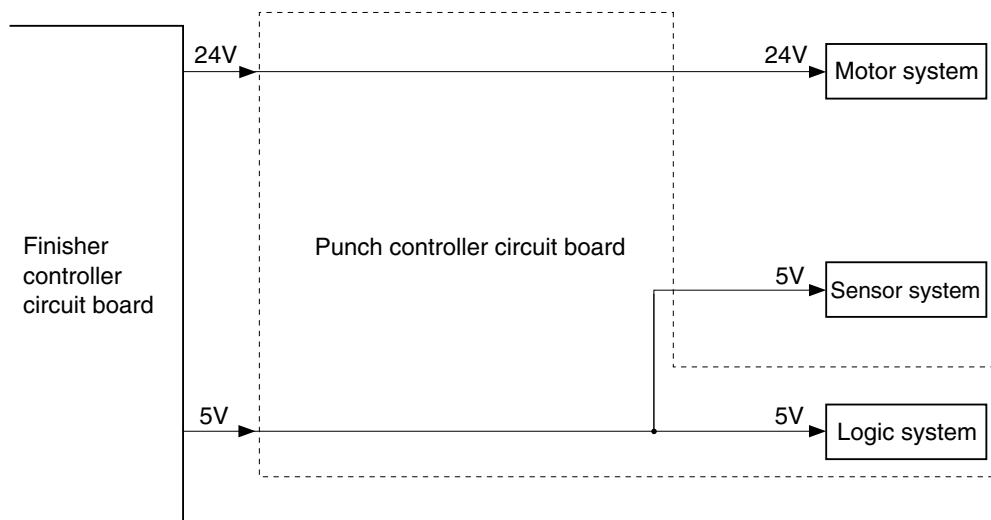 24V
24V
Motor system
Finisher
controller
circuit board
Punch controller circuit board
5V
Sensor system
5V
5V
Logic system